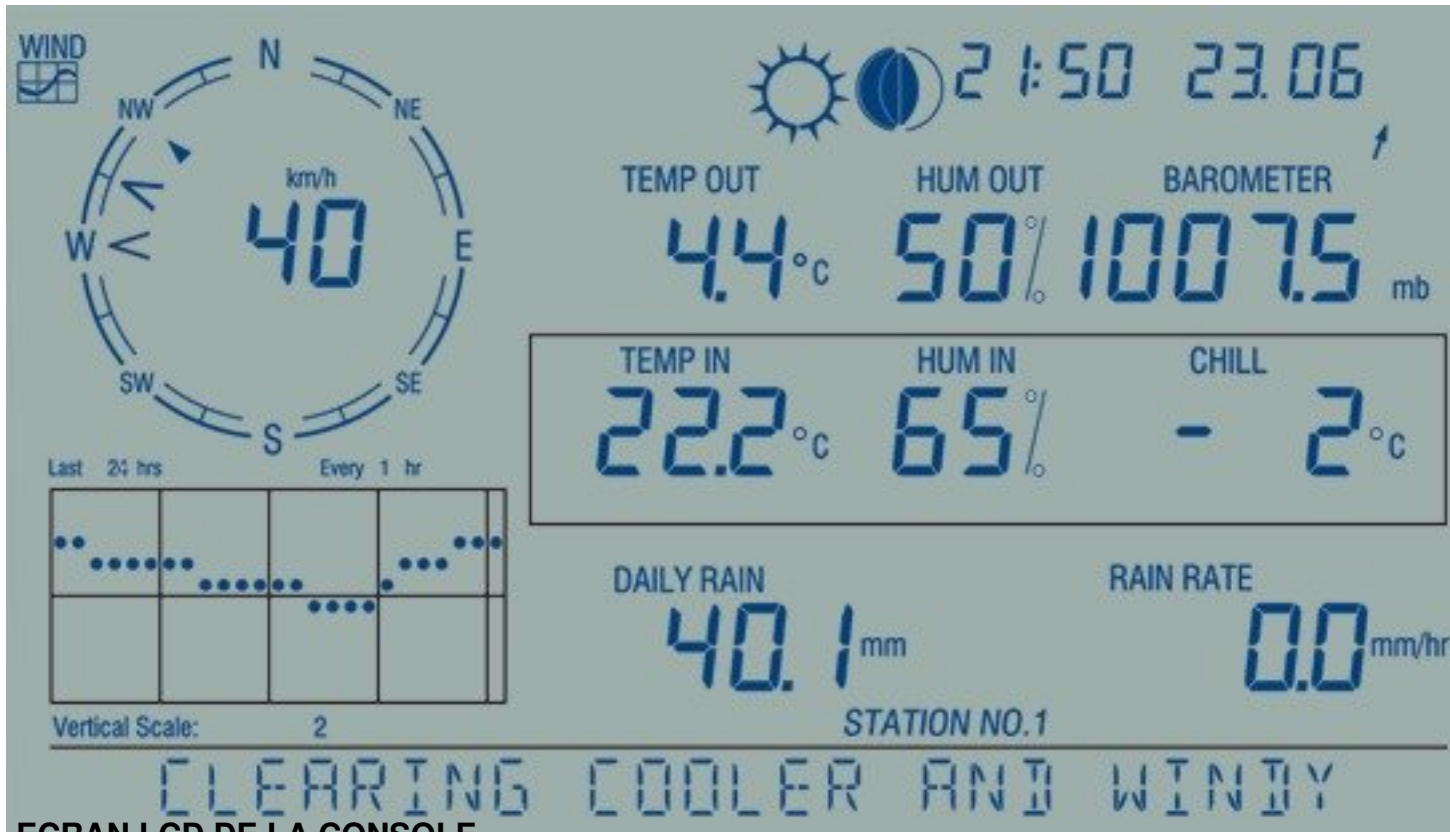 WIND
N
NW
NE
km/h
40
W
E
SW
SE
S
21:50 23.06
TEMP OUT HUM OUT BAROMETER
4.4°C 50% 1007.5 mb
TEMP IN HUM IN CHILL
22.2°C 65% - 2°C
Last 24 hrs Every 1 hr
DAILY RAIN RAIN RATE
40.1 mm 0.0 mm/hr
Vertical Scale: 2
STATION NO.1
CLEARING COOLER AND WINDY
ECRAN LCD DE LA CONSOLE